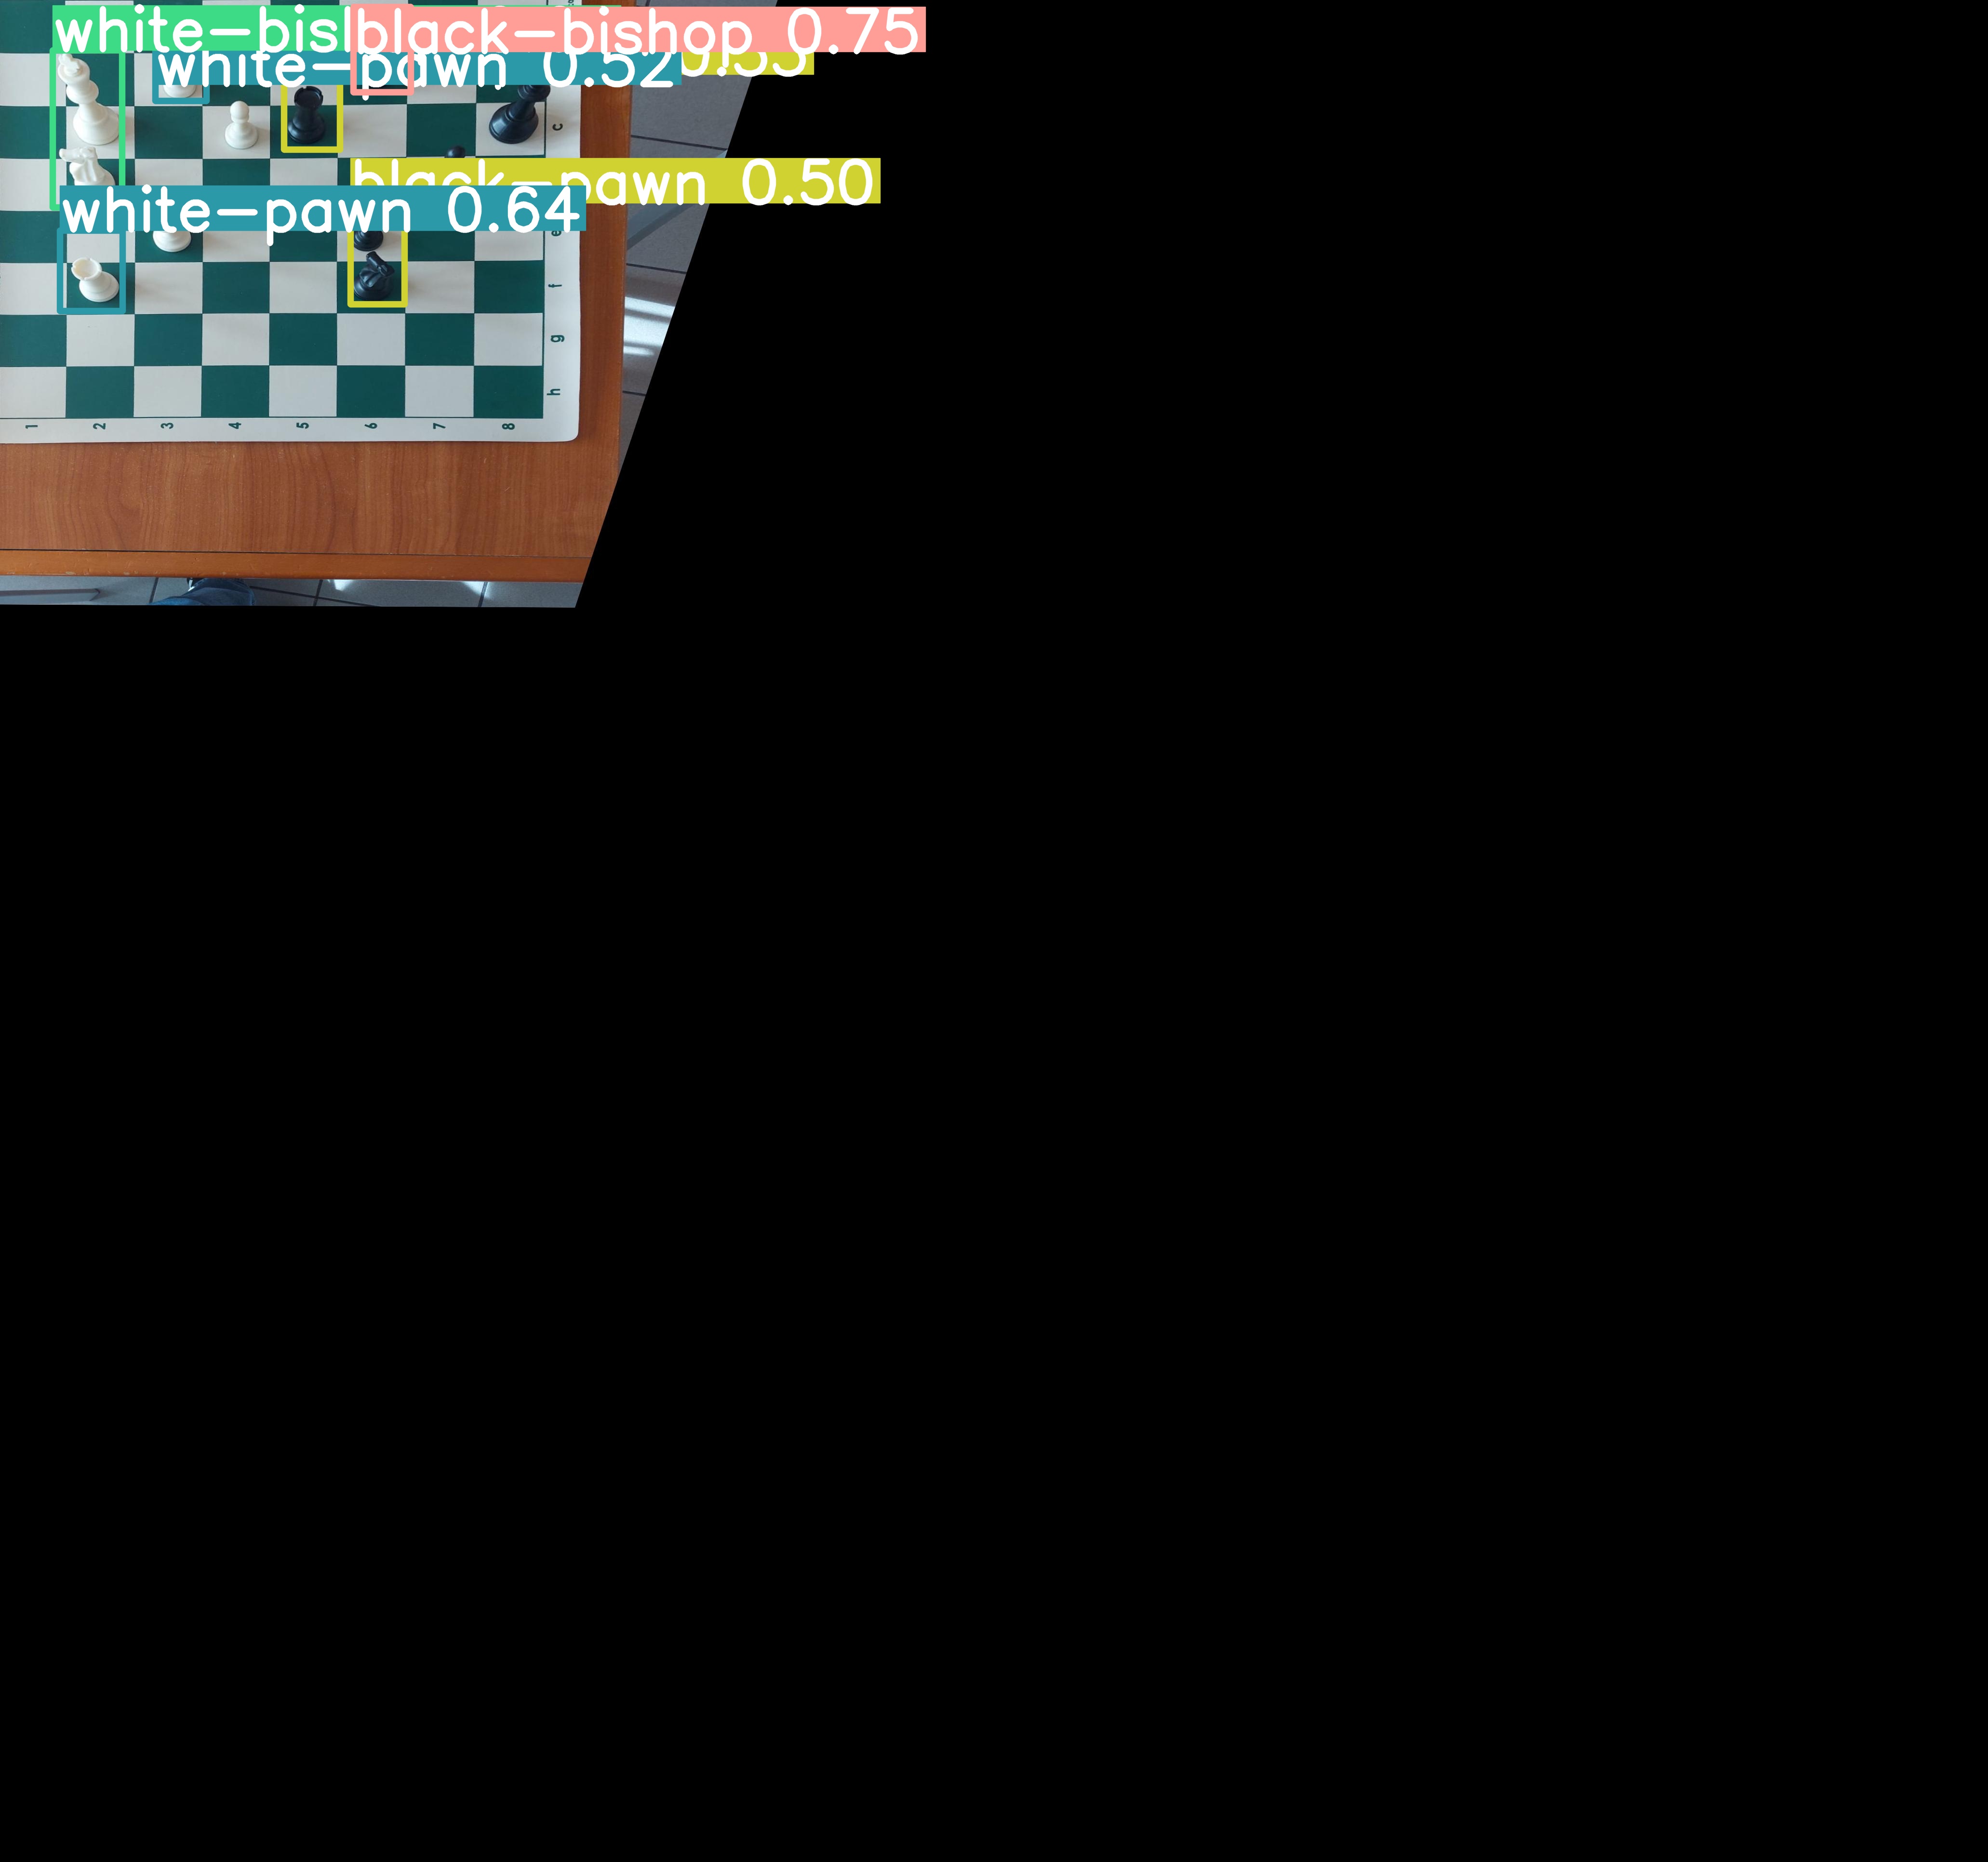 white-bis
black-bishop 0.75
white-pawn 0.52
c
black-pawn 0.50
white-pawn 0.64
e
f
g
h
1 2 3 4 5 6 7 8